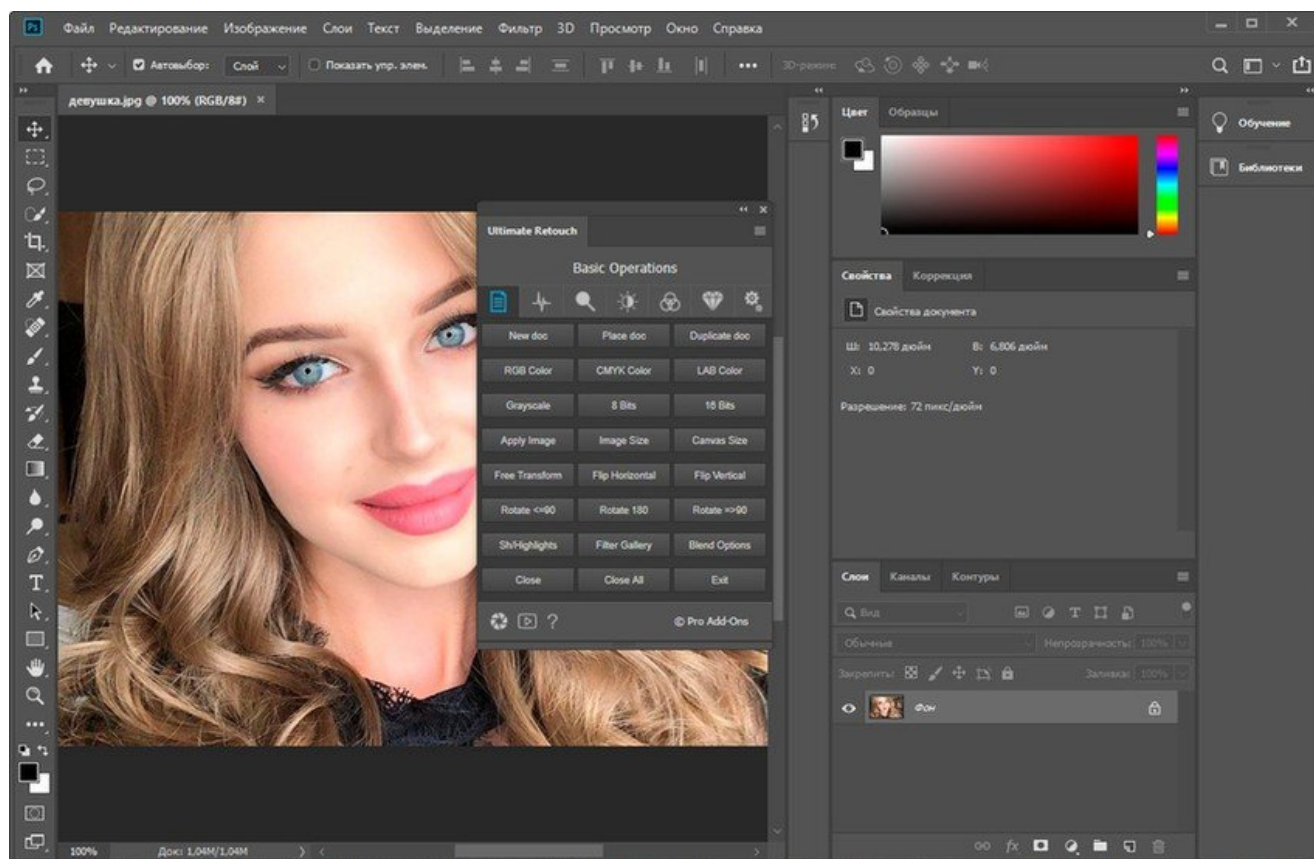 Ps Файл Редактирование Изображение Слои Текст Выделение Фильтр 3D Просмотр Окно Справка
Автовыбор: Слой Показать упр. элем. 3D-режим:
девушка.jpg @ 100% (RGB/8#) ×
Цвет Образцы
Обучение
Библиотеки
Ultimate Retouch
Basic Operations
New doc Place doc Duplicate doc
RGB Color CMYK Color LAB Color
Grayscale 8 Bits 16 Bits
Apply Image Image Size Canvas Size
Free Transform Flip Horizontal Flip Vertical
Rotate <=90 Rotate 180 Rotate =>90
Sh/Highlights Filter Gallery Blend Options
Close Close All Exit
© Pro Add-Ons
Свойства Коррекция
Свойства документа
Ш: 10,278 дюйм В: 6,806 дюйм
X: 0 Y: 0
Разрешение: 72 пикс/дюйм
Слои Каналы Контуры
Вид
Обычные Непрозрачность: 100%
Закрепить: Заливка: 100%
Фон
100% Док: 1,04M/1,04M